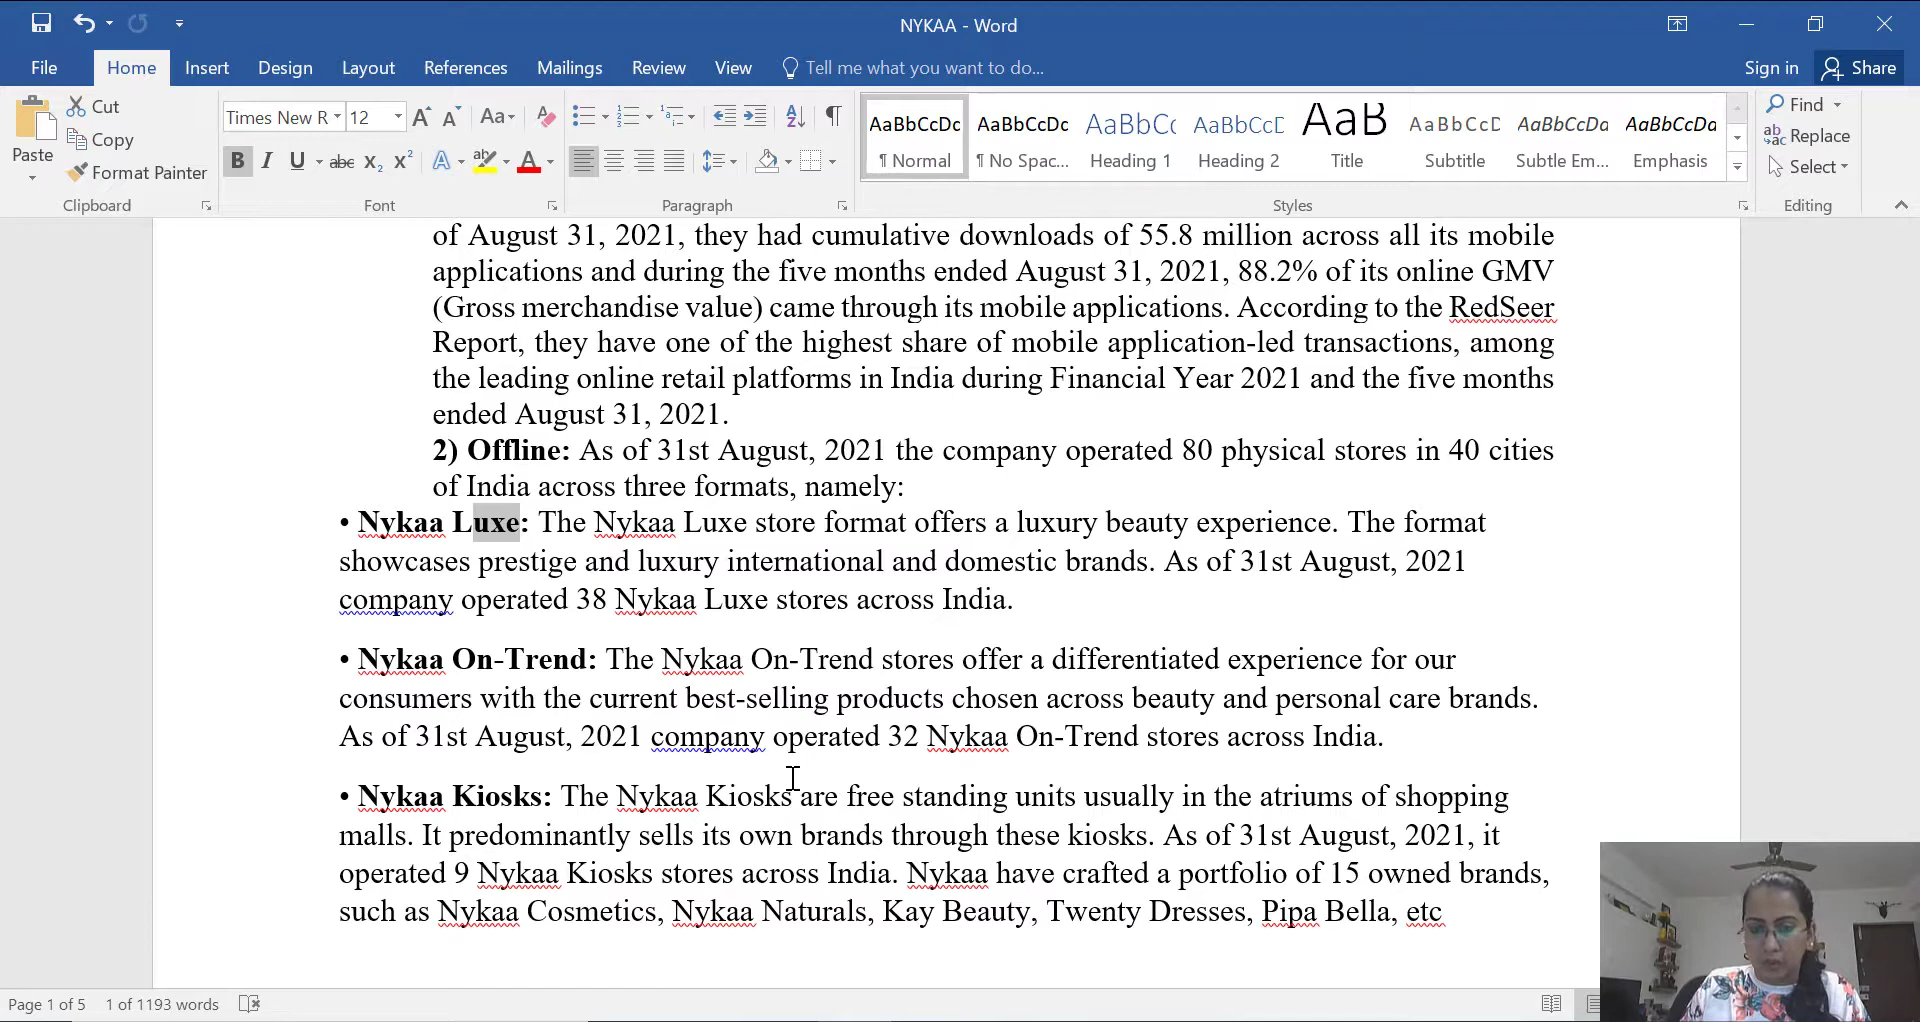 NYKAA - Word
File Home Insert Design Layout References Mailings Review View Tell me what you want to do... Sign in Share
Paste
Cut
Copy
Format Painter
Clipboard
Times New R 12
Font
Paragraph
AaBbCcDc AaBbCcDc AaBbCc AaBbCcD AaB AaBbCcD AaBbCcDa AaBbCcDa
¶ Normal ¶ No Spac... Heading 1 Heading 2 Title Subtitle Subtle Em... Emphasis
Styles
Find
Replace
Select
Editing
of August 31, 2021, they had cumulative downloads of 55.8 million across all its mobile
applications and during the five months ended August 31, 2021, 88.2% of its online GMV
(Gross merchandise value) came through its mobile applications. According to the RedSeer
Report, they have one of the highest share of mobile application-led transactions, among
the leading online retail platforms in India during Financial Year 2021 and the five months
ended August 31, 2021.
2) Offline: As of 31st August, 2021 the company operated 80 physical stores in 40 cities
of India across three formats, namely:
• Nykaa Luxe: The Nykaa Luxe store format offers a luxury beauty experience. The format
showcases prestige and luxury international and domestic brands. As of 31st August, 2021
company operated 38 Nykaa Luxe stores across India.
• Nykaa On-Trend: The Nykaa On-Trend stores offer a differentiated experience for our
consumers with the current best-selling products chosen across beauty and personal care brands.
As of 31st August, 2021 company operated 32 Nykaa On-Trend stores across India.
• Nykaa Kiosks: The Nykaa Kiosks are free standing units usually in the atriums of shopping
malls. It predominantly sells its own brands through these kiosks. As of 31st August, 2021, it
operated 9 Nykaa Kiosks stores across India. Nykaa have crafted a portfolio of 15 owned brands,
such as Nykaa Cosmetics, Nykaa Naturals, Kay Beauty, Twenty Dresses, Pipa Bella, etc
Page 1 of 5 1 of 1193 words